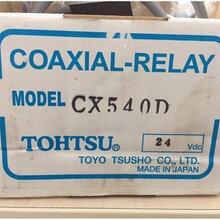 COAXIAL-RELAY
MODEL CX540D
TOHTSU® 24 Vdc
TOYO TSUSHO CO., LTD.
MADE IN JAPAN